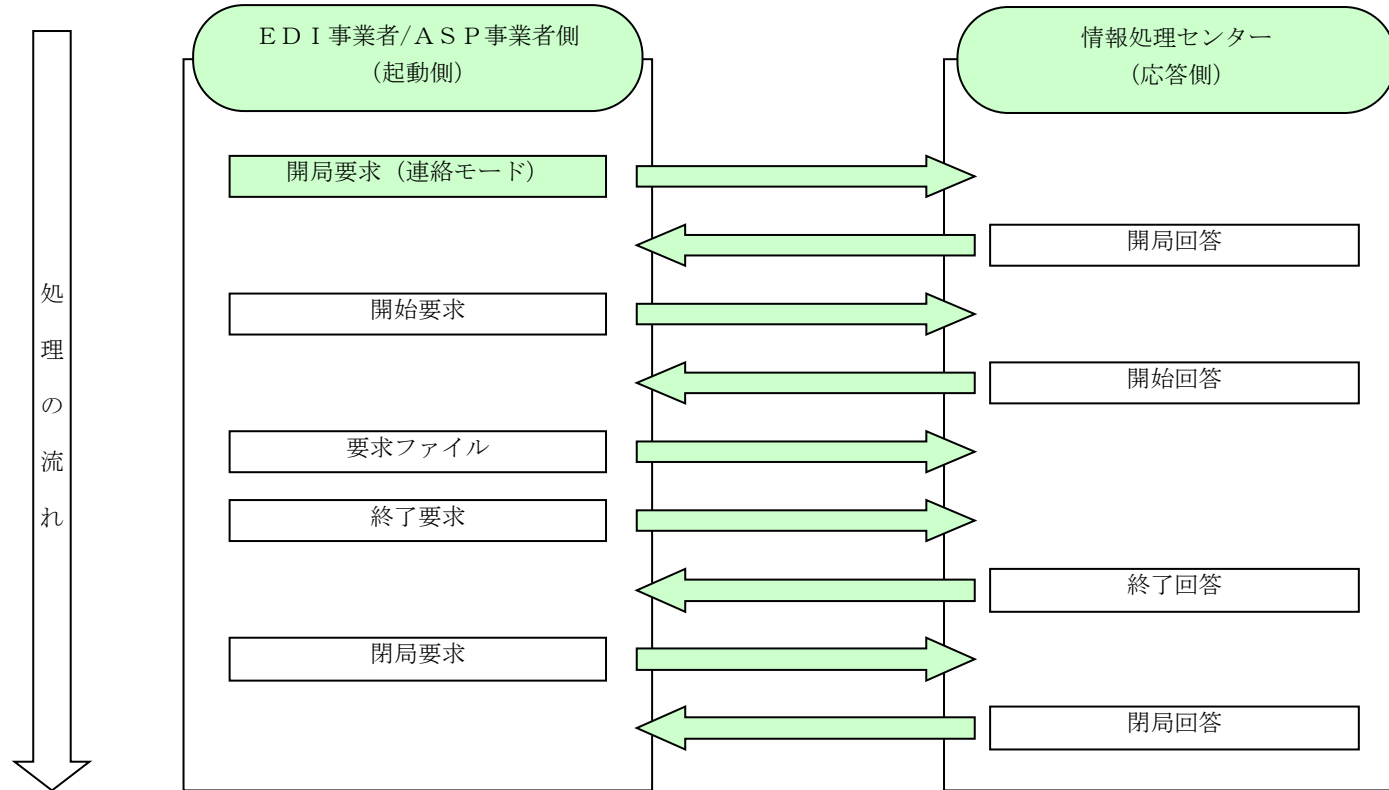 ＥＤＩ事業者/ＡＳＰ事業者側
（起動側）
情報処理センター
（応答側）
開局要求（連絡モード）
開局回答
開始要求
開始回答
要求ファイル
終了要求
終了回答
閉局要求
閉局回答
処理の流れ